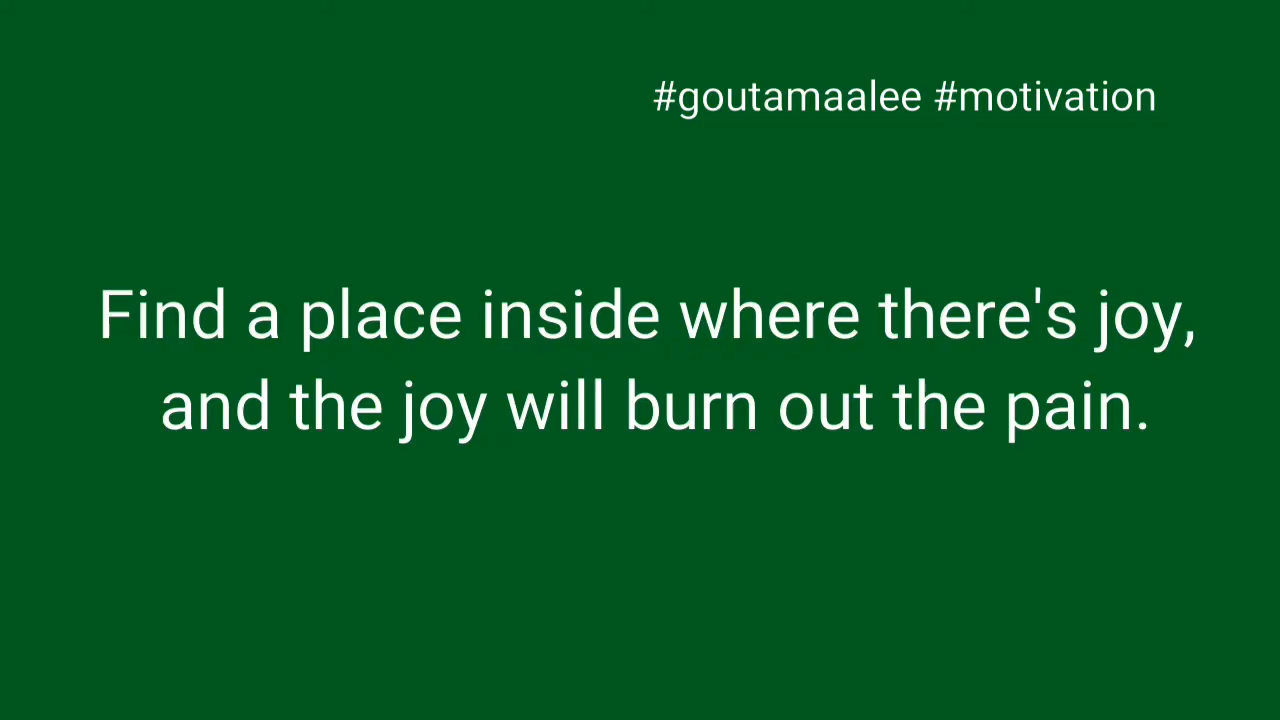 #goutamaalee #motivation
Find a place inside where there's joy,
and the joy will burn out the pain.